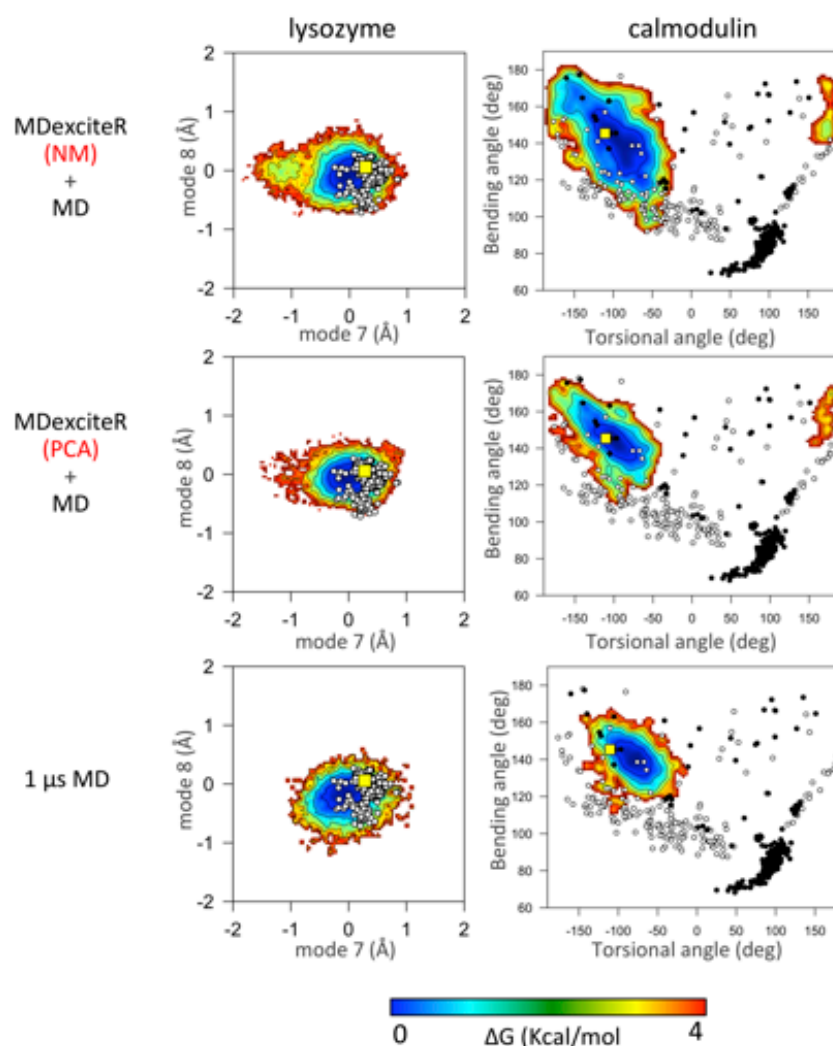 lysozyme calmodulin
MDexciteR
(NM)
+
MD
mode 8 (Å)
2
1
0
-1
-2
-2 -1 0 1 2
mode 7 (Å)
Bending angle (deg)
180
160
140
120
100
80
60
-150 -100 -50 0 50 100 150
Torsional angle (deg)
MDexciteR
(PCA)
+
MD
mode 8 (Å)
2
1
0
-1
-2
-2 -1 0 1 2
mode 7 (Å)
Bending angle (deg)
180
160
140
120
100
80
60
-150 -100 -50 0 50 100 150
Torsional angle (deg)
1 µs MD
mode 8 (Å)
2
1
0
-1
-2
-2 -1 0 1 2
mode 7 (Å)
Bending angle (deg)
180
160
140
120
100
80
60
-150 -100 -50 0 50 100 150
Torsional angle (deg)
0 ΔG (Kcal/mol 4